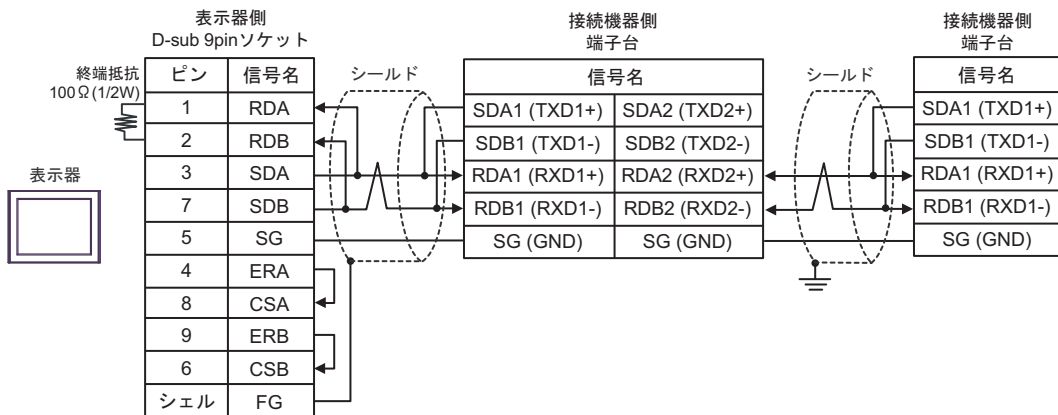 表示器側
D-sub 9pinソケット
終端抵抗
100Ω(1/2W)
ピン 信号名
1 RDA
2 RDB
3 SDA
7 SDB
5 SG
4 ERA
8 CSA
9 ERB
6 CSB
シェル FG
表示器
シールド
接続機器側
端子台
信号名
SDA1 (TXD1+) SDA2 (TXD2+)
SDB1 (TXD1-) SDB2 (TXD2-)
RDA1 (RXD1+) RDA2 (RXD2+)
RDB1 (RXD1-) RDB2 (RXD2-)
SG (GND) SG (GND)
シールド
接続機器側
端子台
信号名
SDA1 (TXD1+)
SDB1 (TXD1-)
RDA1 (RXD1+)
RDB1 (RXD1-)
SG (GND)